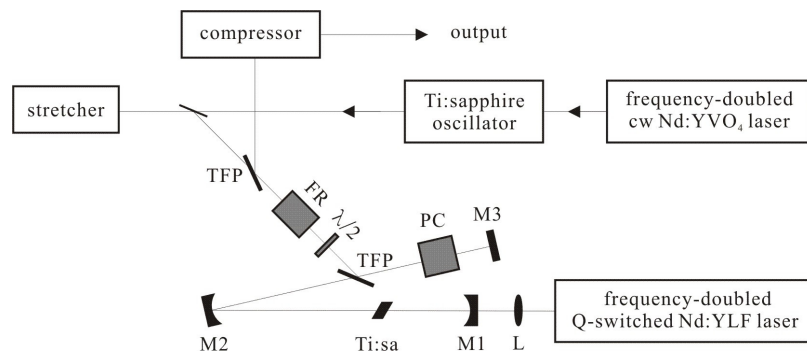 compressor
output
stretcher
Ti:sapphire
oscillator
frequency-doubled
cw Nd:YVO₄ laser
TFP
FR
λ/2
TFP
PC
M3
M2
Ti:sa
M1
L
frequency-doubled
Q-switched Nd:YLF laser